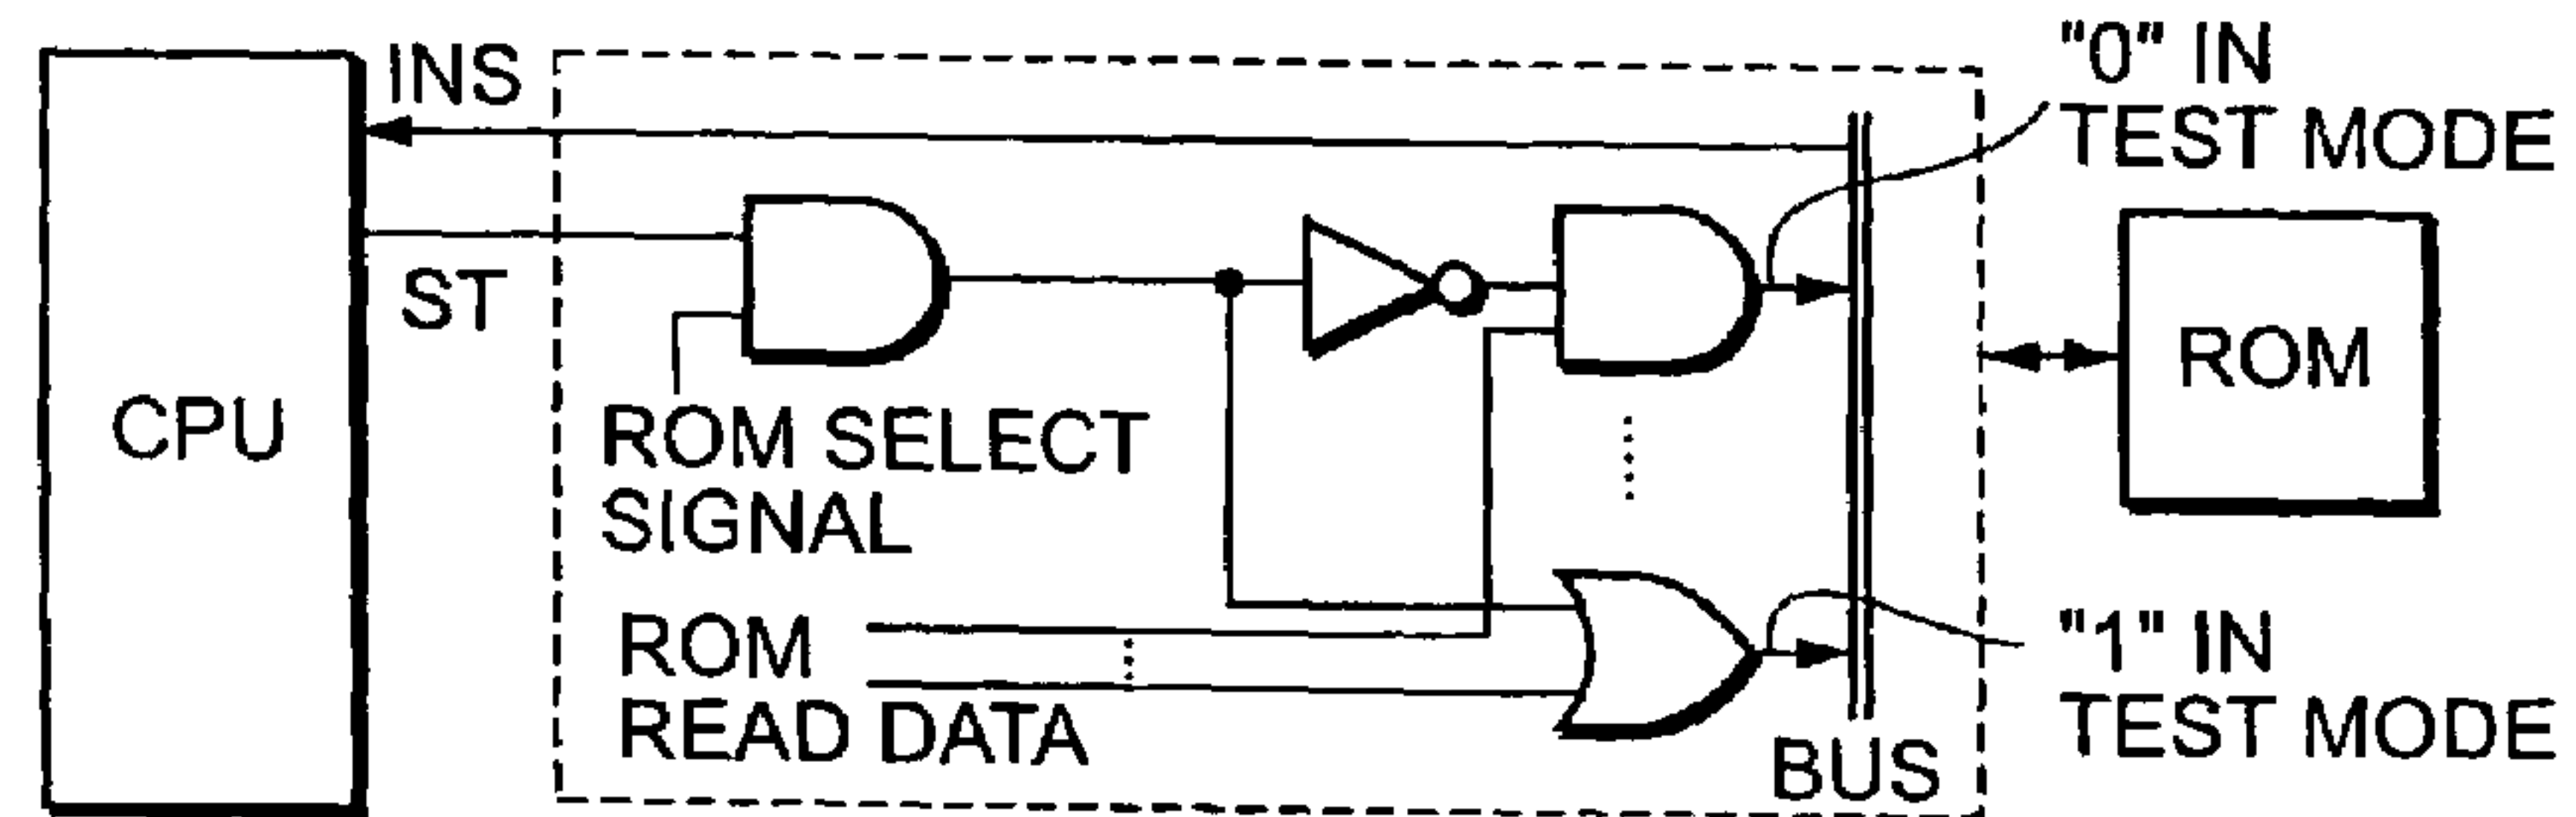 INS
ST
CPU
ROM SELECT
SIGNAL
ROM
READ DATA
BUS
"0" IN
TEST MODE
ROM
"1" IN
TEST MODE